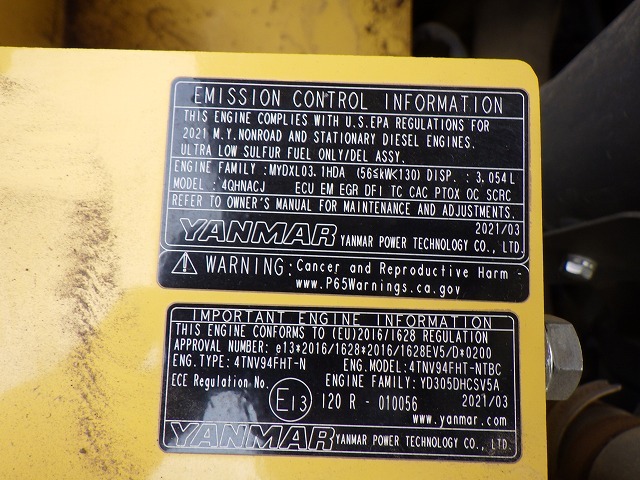 EMISSION CONTROL INFORMATION
THIS ENGINE COMPLIES WITH U.S.EPA REGULATIONS FOR
2021 M.Y.NONROAD AND STATIONARY DIESEL ENGINES.
ULTRA LOW SULFUR FUEL ONLY/DEL ASSY.
ENGINE FAMILY : MYDXL03.1HDA (56≦kW<130) DISP. : 3.054L
MODEL : 4QHNACJ ECU EM EGR DFI TC CAC PTOX OC SCRC
REFER TO OWNER'S MANUAL FOR MAINTENANCE AND ADJUSTMENTS.
2021/03
YANMAR YANMAR POWER TECHNOLOGY CO., LTD.
WARNING: Cancer and Reproductive Harm -
www.P65Warnings.ca.gov
IMPORTANT ENGINE INFORMATION
THIS ENGINE CONFORMS TO (EU)2016/1628 REGULATION
APPROVAL NUMBER: e13*2016/1628*2016/1628EV5/D*0200
ENG.TYPE: 4TNV94FHT-N ENG.MODEL: 4TNV94FHT-NTBC
ECE Regulation No. ENGINE FAMILY: YD305DHCSV5A
E13 120 R - 010056 2021/03
www.yanmar.com
YANMAR YANMAR POWER TECHNOLOGY CO., LTD.